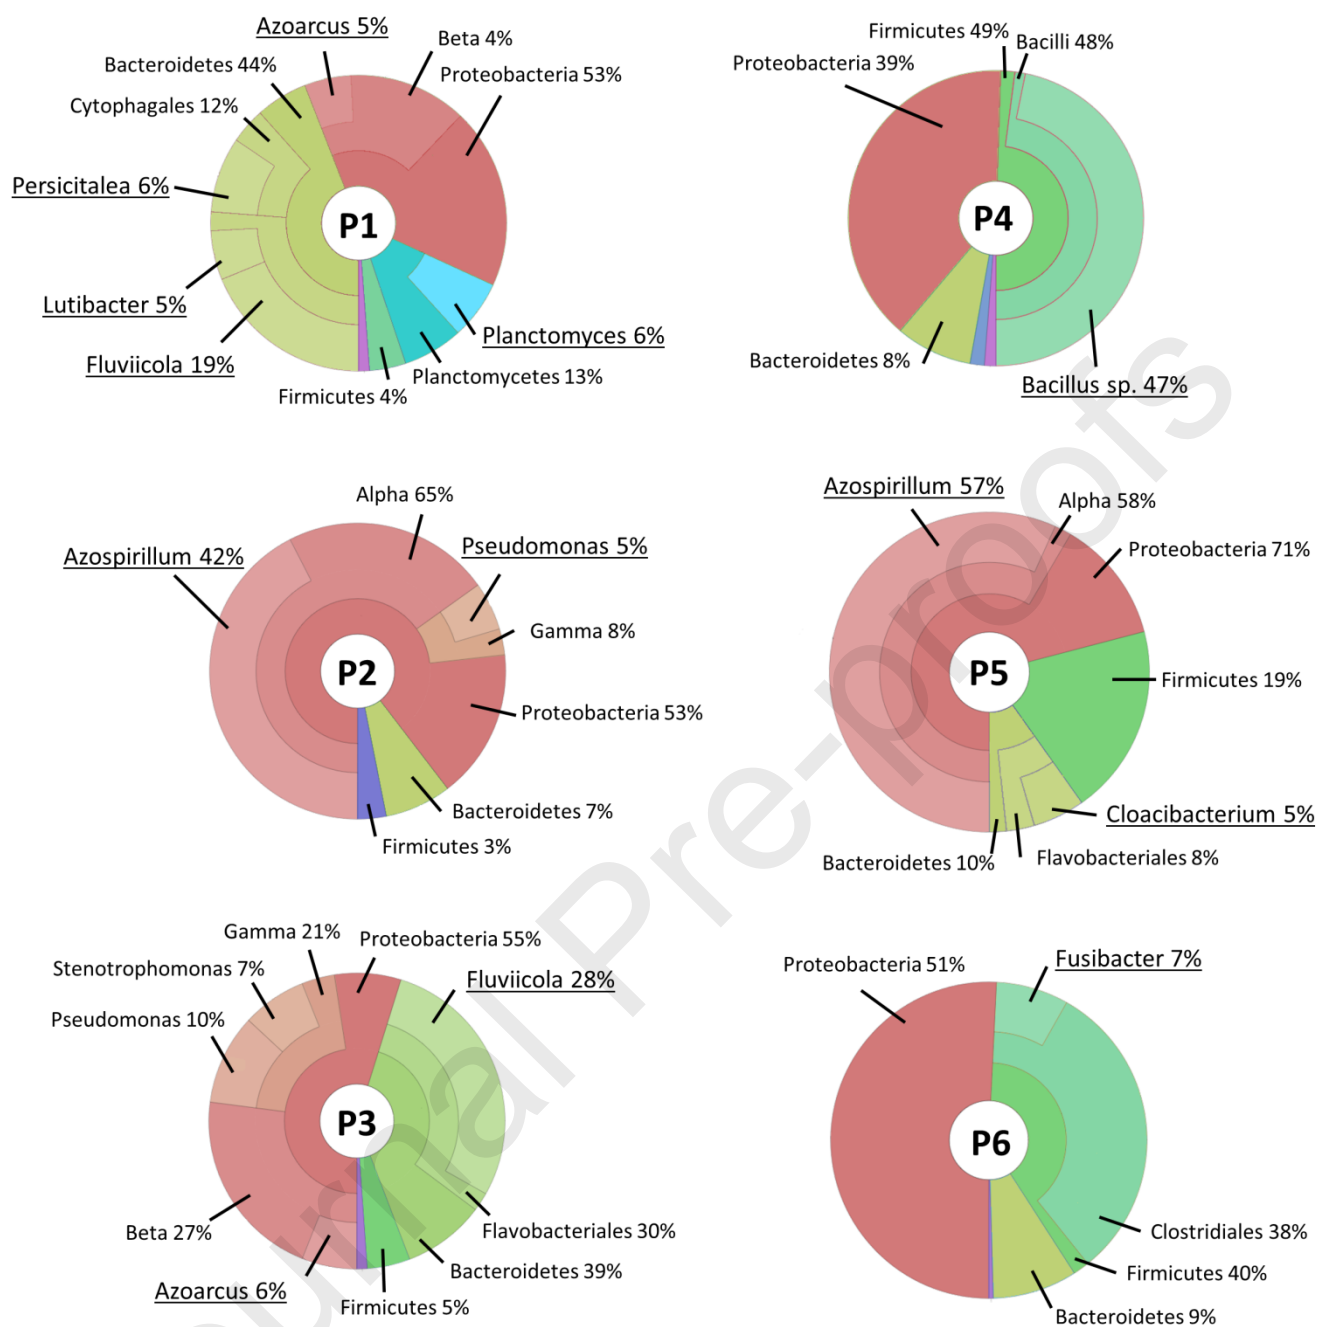 Azoarcus 5%
Beta 4%
Bacteroidetes 44%
Proteobacteria 53%
Cytophagales 12%
Persicitalea 6%
P1
Lutibacter 5%
Planctomyces 6%
Fluviicola 19%
Planctomycetes 13%
Firmicutes 4%
Firmicutes 49%
Bacilli 48%
Proteobacteria 39%
P4
Bacteroidetes 8%
Bacillus sp. 47%
Alpha 65%
Pseudomonas 5%
Azospirillum 42%
Gamma 8%
P2
Proteobacteria 53%
Bacteroidetes 7%
Firmicutes 3%
Azospirillum 57%
Alpha 58%
Proteobacteria 71%
P5
Firmicutes 19%
Cloacibacterium 5%
Bacteroidetes 10%
Flavobacteriales 8%
Gamma 21%
Proteobacteria 55%
Stenotrophomonas 7%
Fluviicola 28%
Pseudomonas 10%
P3
Beta 27%
Flavobacteriales 30%
Bacteroidetes 39%
Azoarcus 6%
Firmicutes 5%
Proteobacteria 51%
Fusibacter 7%
P6
Clostridiales 38%
Firmicutes 40%
Bacteroidetes 9%
urnal Pre-proofs